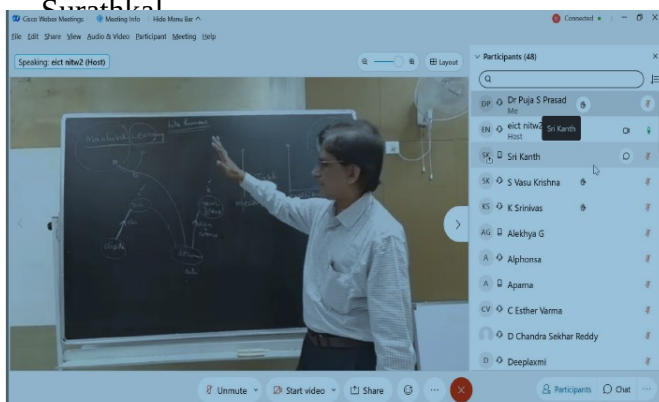 Surathkal
Cisco Webex Meetings Meeting Info Hide Menu Bar
Connected
File Edit Share View Audio & Video Participant Meeting Help
Speaking: eict nitw2 (Host)
Layout
Participants (48)
DP Dr Puja S Prasad
Me
EN eict nitw2
Host
Sri Kanth
SK Sri Kanth
SK S Vasu Krishna
KS K Srinivas
AG Alekhya G
A Alphonsa
A Aparna
CV C Esther Varma
D Chandra Sekhar Reddy
D Deeplaxmi
Machine Learning
Unmute Start video Share
Participants Chat